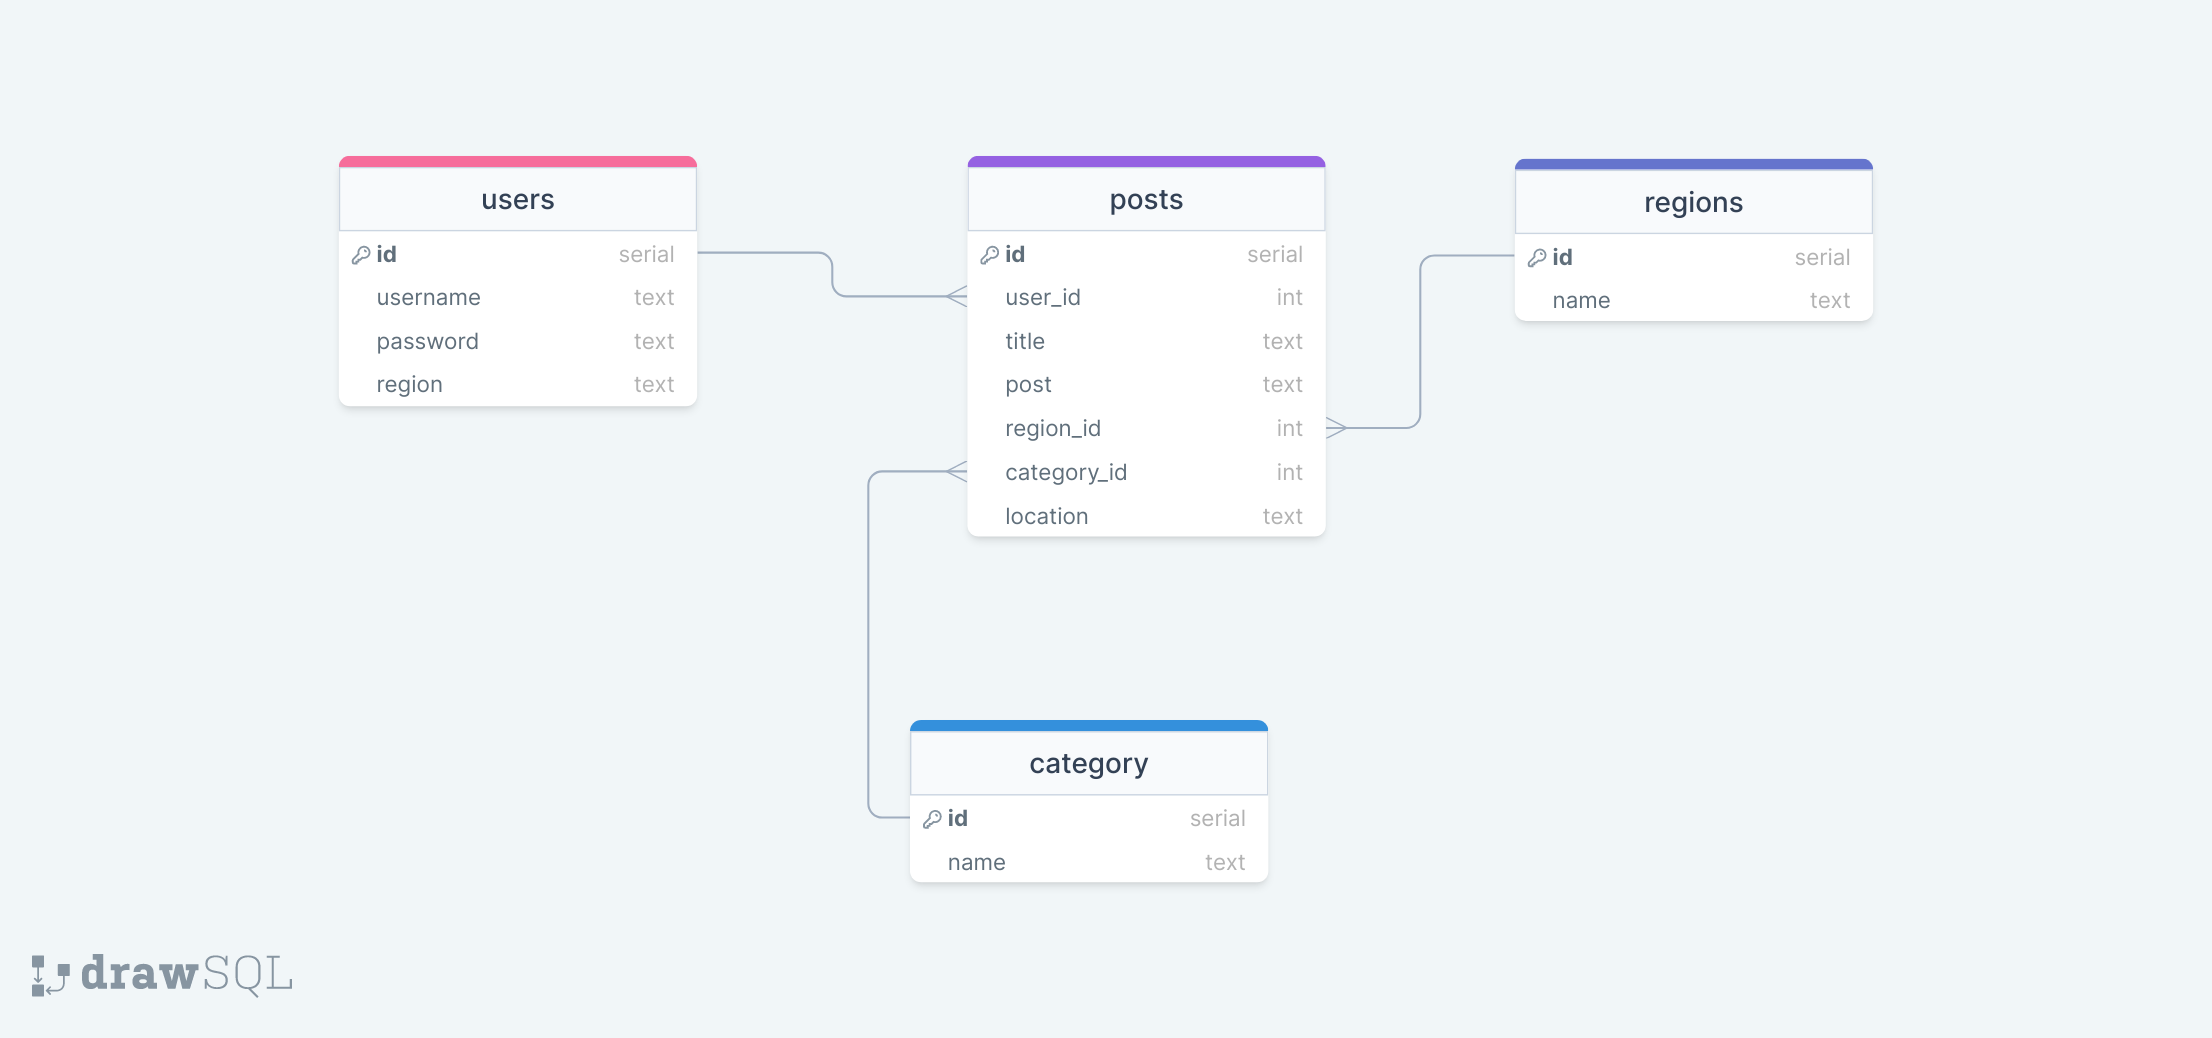 users
id serial
username text
password text
region text
posts
id serial
user_id int
title text
post text
region_id int
category_id int
location text
regions
id serial
name text
category
id serial
name text
drawSQL